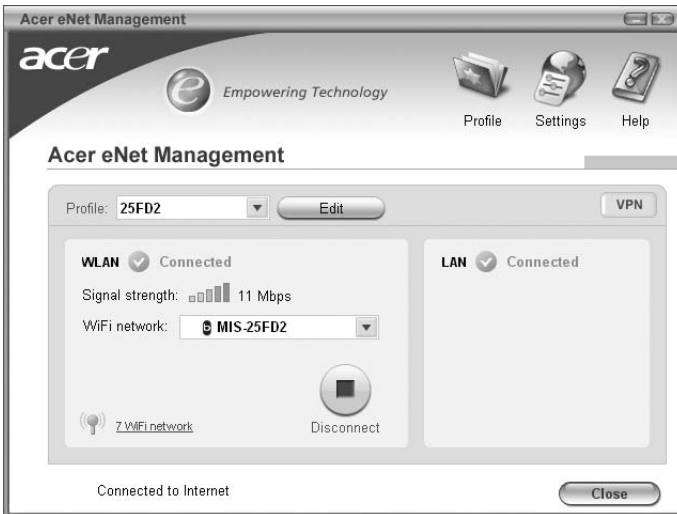 Acer eNet Management
acer
e Empowering Technology
Profile Settings Help
Acer eNet Management
Profile: 25FD2 Edit VPN
WLAN Connected
Signal strength: 11 Mbps
WiFi network: b MIS-25FD2
7 WiFi network
Disconnect
LAN Connected
Connected to Internet
Close